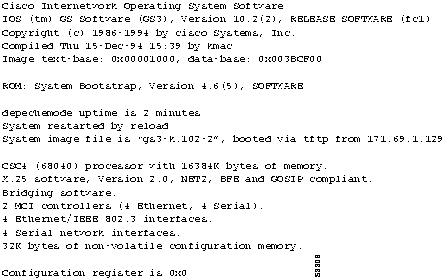 Cisco Internetwork Operating System Software
IOS (tm) GS Software (GS3), Version 10.2(2), RELEASE SOFTWARE (fc1)
Copyright (c) 1986-1994 by cisco Systems, Inc.
Compiled Thu 15-Dec-94 15:39 by kmac
Image text-base: 0x00001000, data-base: 0x003BCF00
ROM: System Bootstrap, Version 4.6(5), SOFTWARE
depechemode uptime is 2 minutes
System restarted by reload
System image file is "gs3-k.102-2", booted via tftp from 171.69.1.129
CSC4 (68040) processor with 16384K bytes of memory.
X.25 software, Version 2.0, NET2, BFE and GOSIP compliant.
Bridging software.
2 MCI controllers (4 Ethernet, 4 Serial).
4 Ethernet/IEEE 802.3 interfaces.
4 Serial network interfaces.
32K bytes of non-volatile configuration memory.
Configuration register is 0x0